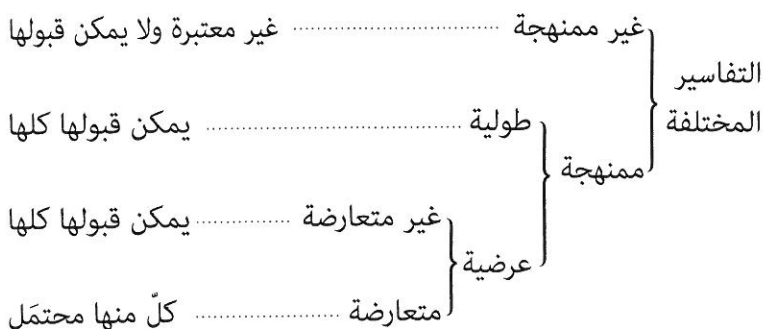 غير ممنهجة ........ غير معتبرة ولا يمكن قبولها
التفاسير
المختلفة
طولية ........ يمكن قبولها كلها
ممنهجة
غير متعارضة ........ يمكن قبولها كلها
عرضية
متعارضة ........ كلّ منها محتمَل